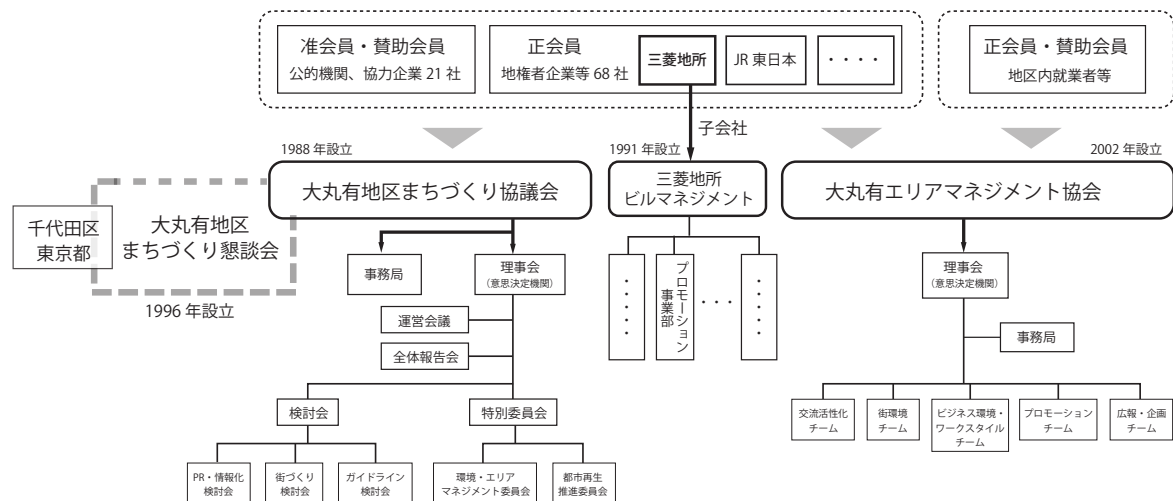 准会員・賛助会員
公的機関、協力企業 21 社
正会員
地権者企業等 68 社
三菱地所
JR 東日本
・・・・
正会員・賛助会員
地区内就業者等
子会社
1988 年設立
1991 年設立
2002 年設立
大丸有地区まちづくり協議会
三菱地所
ビルマネジメント
大丸有エリアマネジメント協会
千代田区
東京都
大丸有地区
まちづくり懇談会
1996 年設立
事務局
理事会
(意思決定機関)
運営会議
全体報告会
検討会
特別委員会
PR・情報化
検討会
街づくり
検討会
ガイドライン
検討会
環境・エリア
マネジメント委員会
都市再生
推進委員会
・・・・・
プロモーション
事業部
・・・
・・・・・
理事会
(意思決定機関)
事務局
交流活性化
チーム
街環境
チーム
ビジネス環境・
ワークスタイル
チーム
プロモーション
チーム
広報・企画
チーム